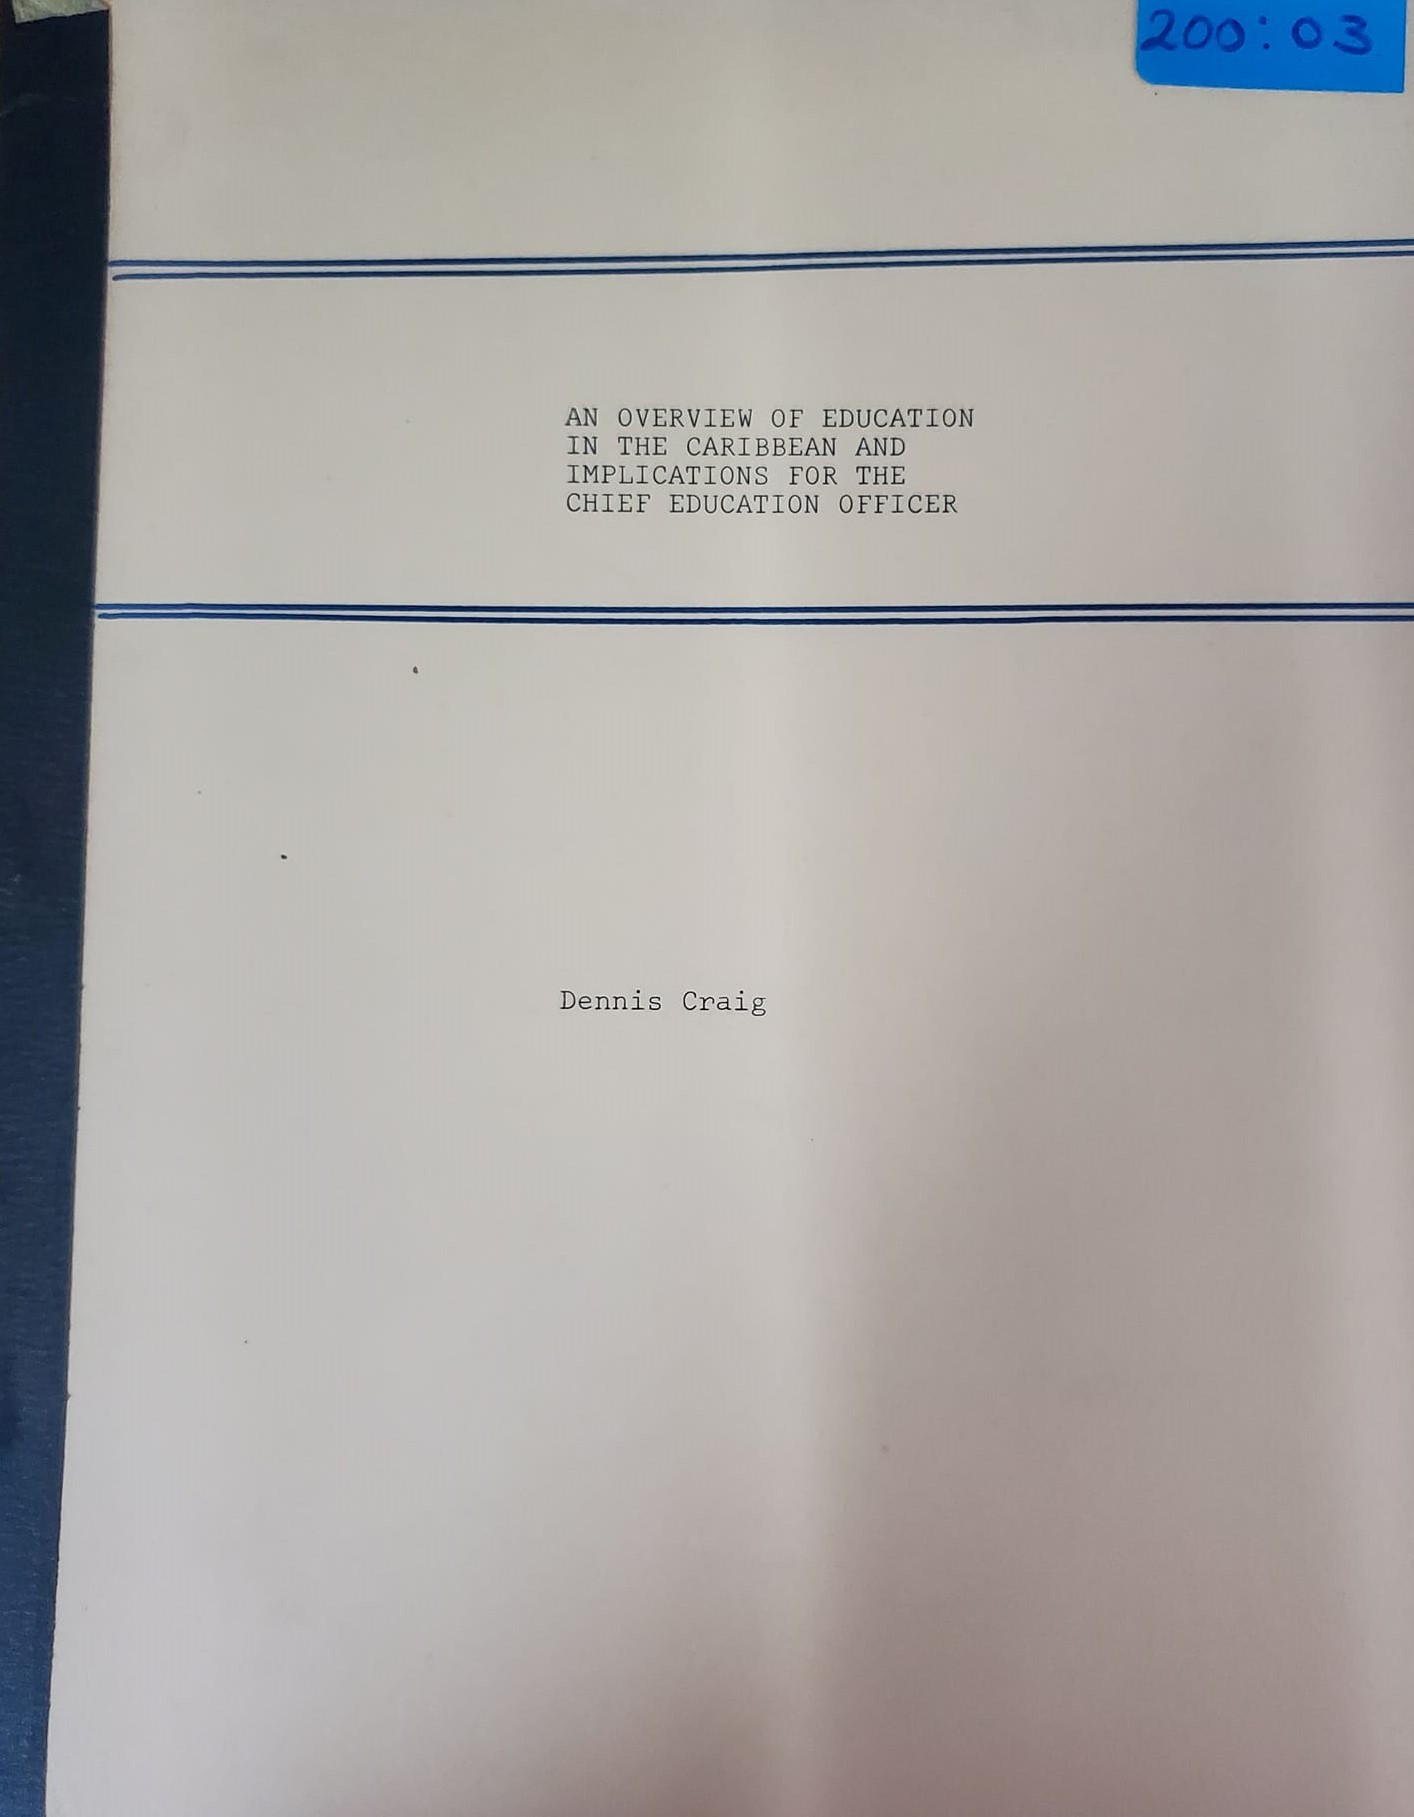 200:03
AN OVERVIEW OF EDUCATION
IN THE CARIBBEAN AND
IMPLICATIONS FOR THE
CHIEF EDUCATION OFFICER
Dennis Craig